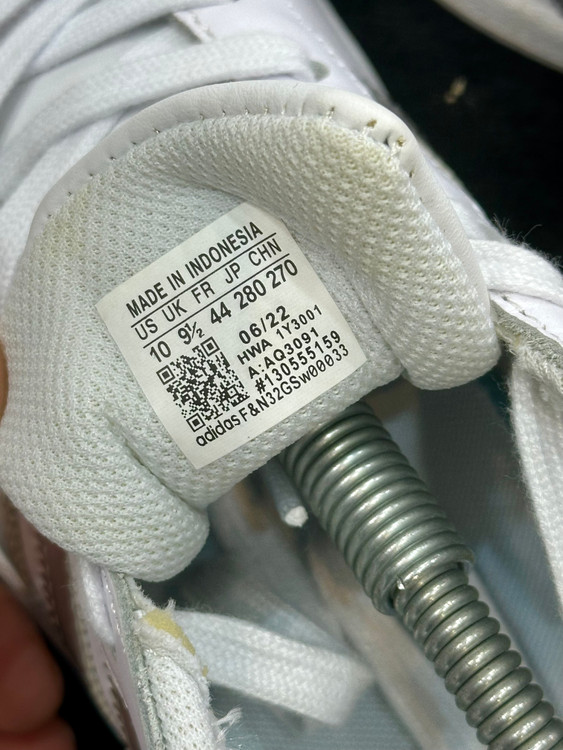 MADE IN INDONESIA
US UK FR JP CHN
10 9½ 44 280 270
06/22
HWA 1Y3001
A:AQ3091
#130555159
adidas F&N32GSw00033